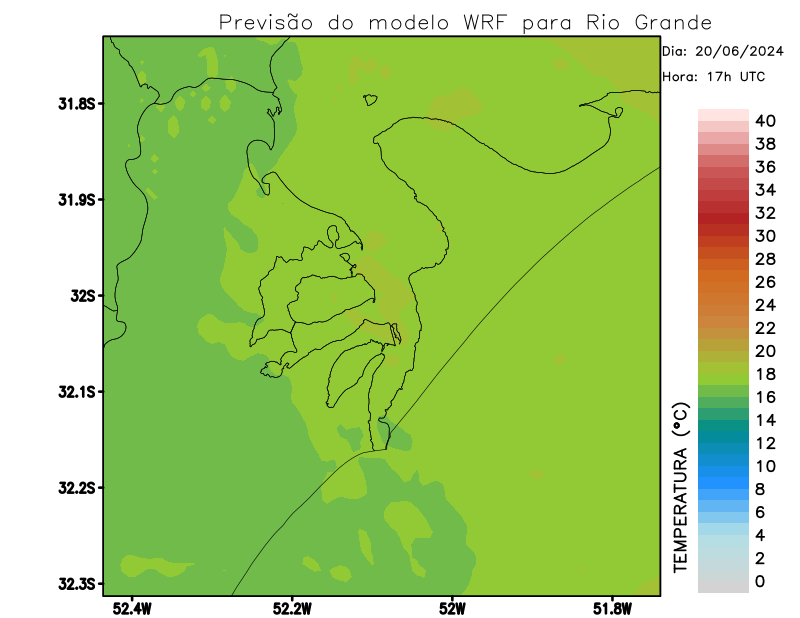 Previsão do modelo WRF para Rio Grande
Dia: 20/06/2024
Hora: 17h UTC
31.8S
31.9S
32S
32.1S
32.2S
32.3S
52.4W
52.2W
52W
51.8W
TEMPERATURA (°C)
40
38
36
34
32
30
28
26
24
22
20
18
16
14
12
10
8
6
4
2
0